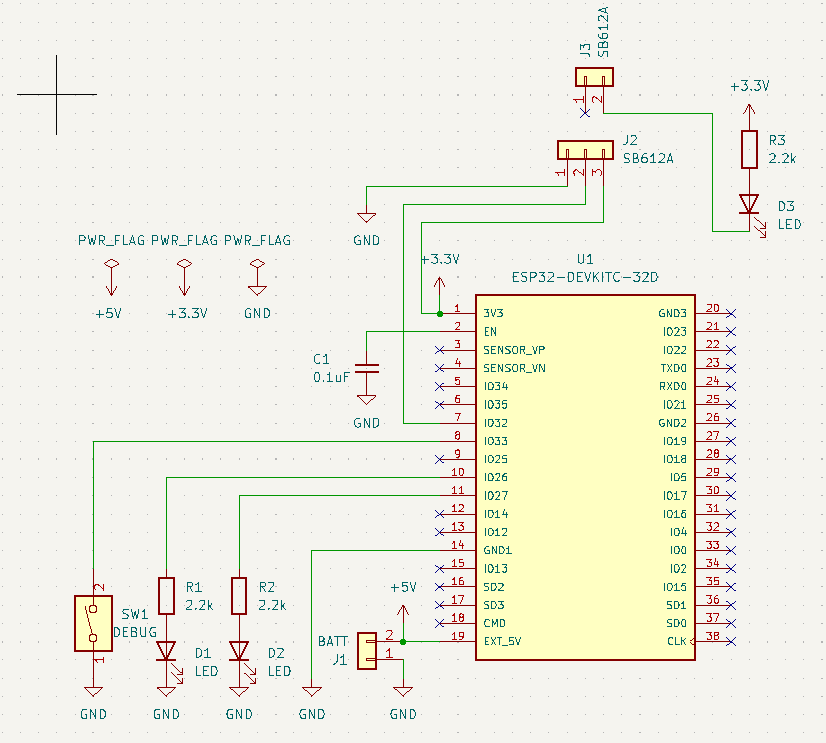 J3
SB612A
1
2
+3.3V
R3
2.2k
D3
LED
J2
SB612A
1
2
3
GND
PWR_FLAG PWR_FLAG PWR_FLAG
+5V
+3.3V
GND
+3.3V
U1
ESP32-DEVKITC-32D
1 3V3
2 EN
3 SENSOR_VP
4 SENSOR_VN
5 IO34
6 IO35
7 IO32
8 IO33
9 IO25
10 IO26
11 IO27
12 IO14
13 IO12
14 GND1
15 IO13
16 SD2
17 SD3
18 CMD
19 EXT_5V
GND3 20
IO23 21
IO22 22
TXD0 23
RXD0 24
IO21 25
GND2 26
IO19 27
IO18 28
IO5 29
IO17 30
IO16 31
IO4 32
IO0 33
IO2 34
IO15 35
SD1 36
SD0 37
CLK 38
C1
0.1uF
GND
2
SW1
DEBUG
1
GND
R1
2.2k
D1
LED
GND
R2
2.2k
D2
LED
GND
GND
+5V
BATT
J1
2
1
GND